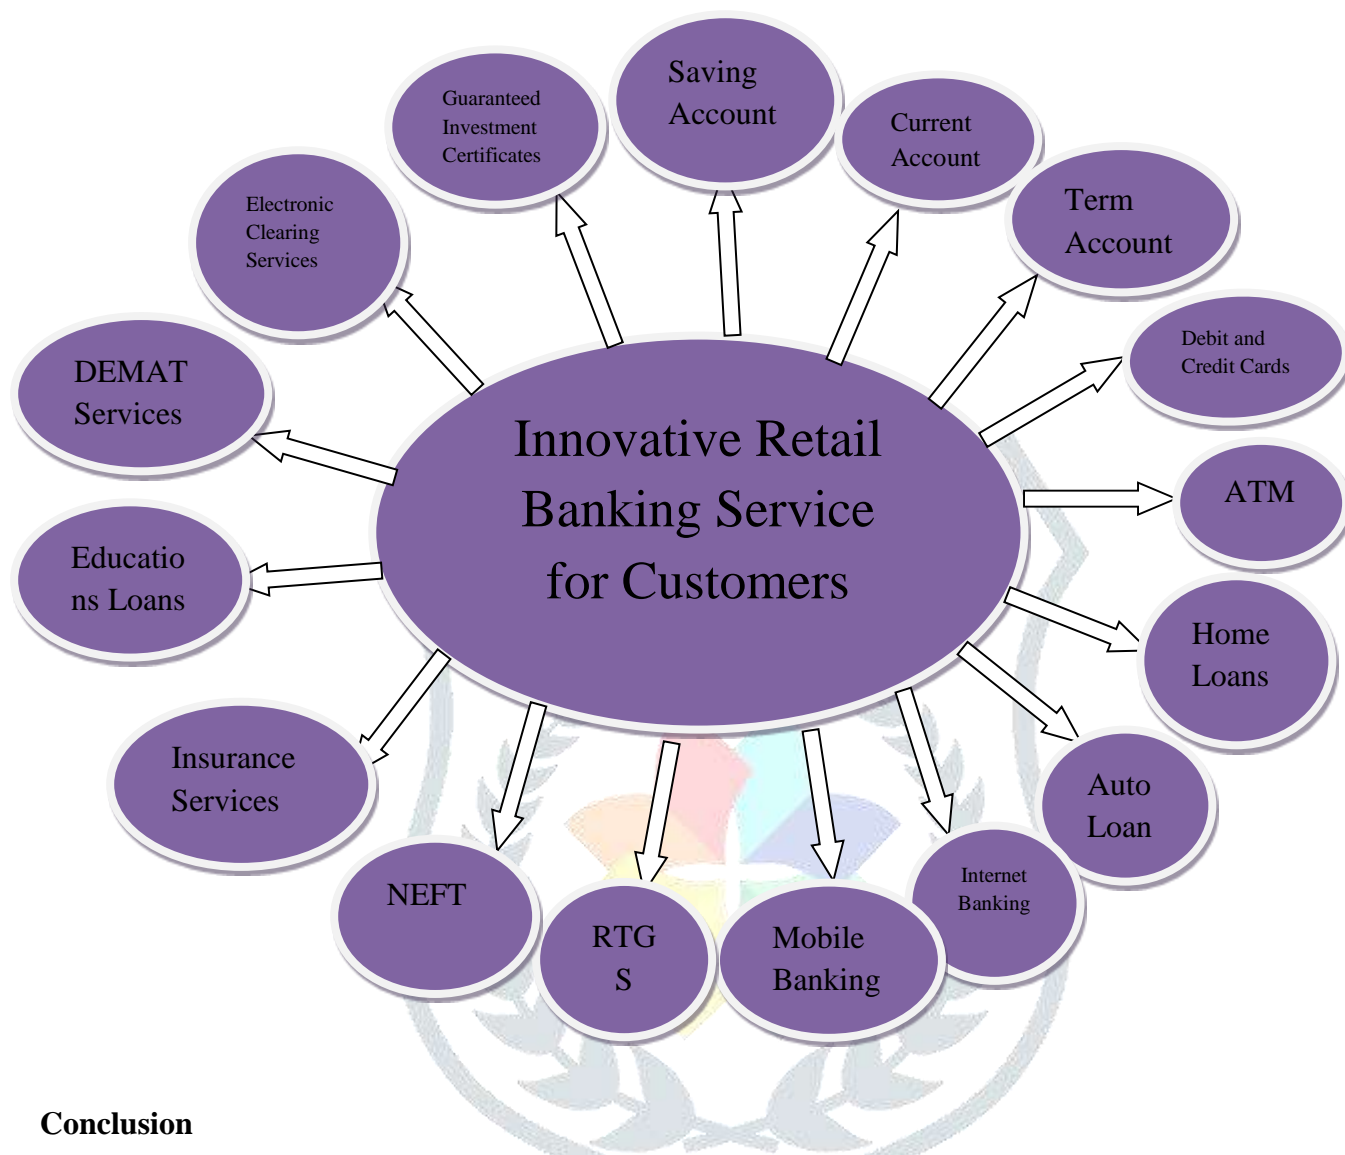 Saving
Account
Guaranteed
Investment
Certificates
Current
Account
Electronic
Clearing
Services
Term
Account
Debit and
Credit Cards
DEMAT
Services
Innovative Retail
Banking Service
for Customers
ATM
Educatio
ns Loans
Home
Loans
Insurance
Services
Auto
Loan
NEFT
Internet
Banking
RTG
S
Mobile
Banking
Conclusion